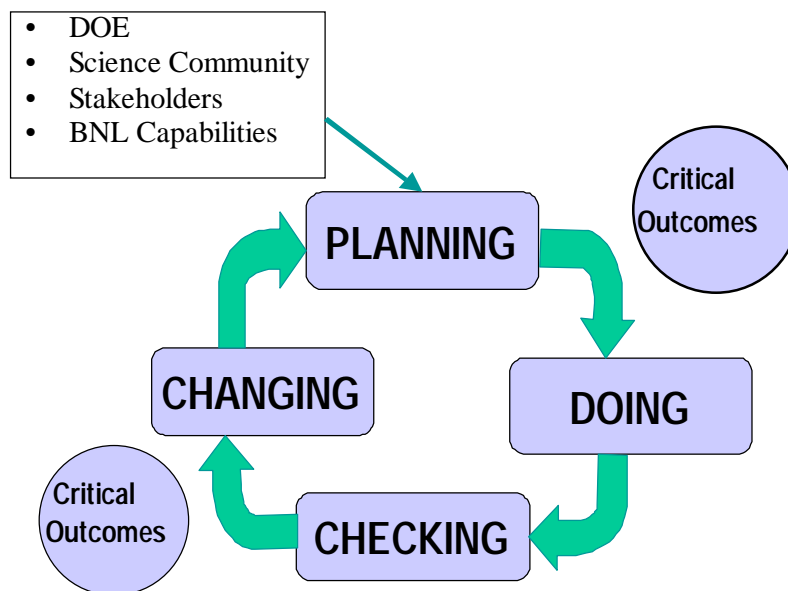 • DOE
• Science Community
• Stakeholders
• BNL Capabilities
Critical
Outcomes
PLANNING
CHANGING
DOING
Critical
Outcomes
CHECKING